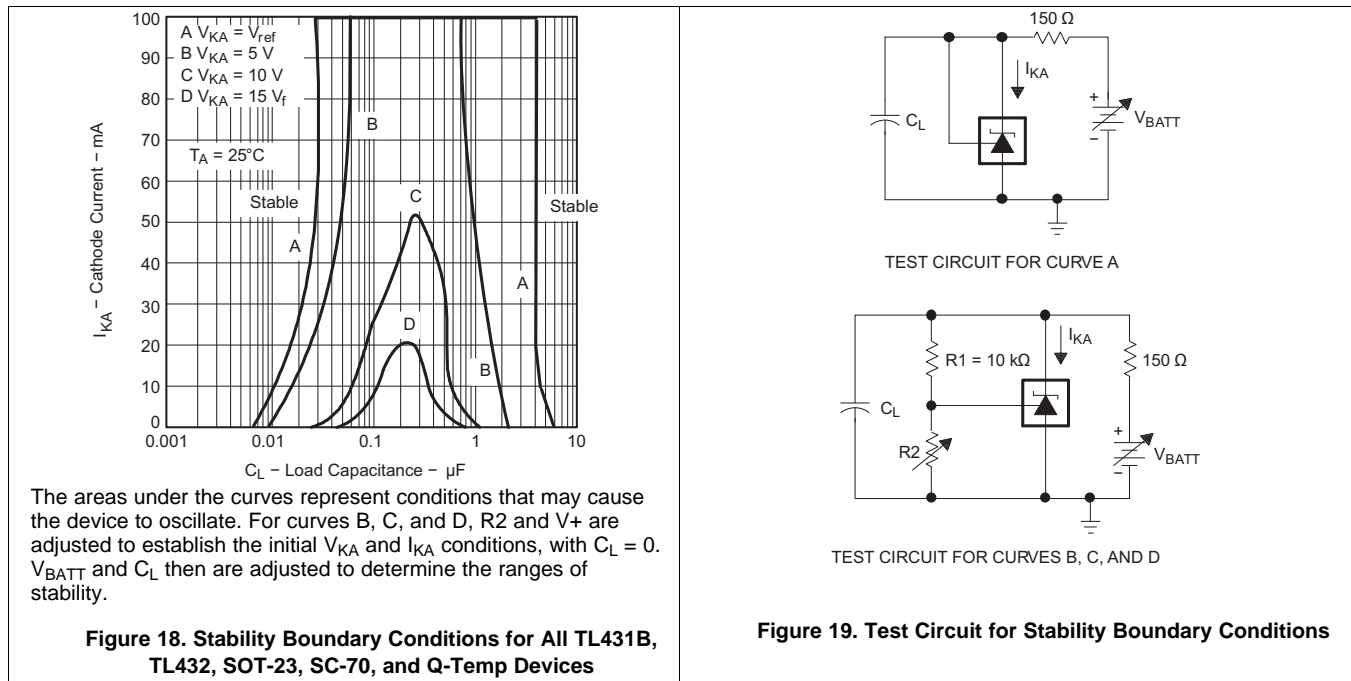 100
90
80
70
60
50
40
30
20
10
0
I_KA − Cathode Current − mA
A V_KA = V_ref
B V_KA = 5 V
C V_KA = 10 V
D V_KA = 15 V_f
T_A = 25°C
B
Stable
C
Stable
A
A
D
B
0.001 0.01 0.1 1 10
C_L − Load Capacitance − µF
The areas under the curves represent conditions that may cause
the device to oscillate. For curves B, C, and D, R2 and V+ are
adjusted to establish the initial V_KA and I_KA conditions, with C_L = 0.
V_BATT and C_L then are adjusted to determine the ranges of
stability.
Figure 18. Stability Boundary Conditions for All TL431B,
TL432, SOT-23, SC-70, and Q-Temp Devices
150 Ω
I_KA
C_L
+
V_BATT
−
TEST CIRCUIT FOR CURVE A
I_KA
R1 = 10 kΩ
150 Ω
C_L
R2
+
V_BATT
−
TEST CIRCUIT FOR CURVES B, C, AND D
Figure 19. Test Circuit for Stability Boundary Conditions